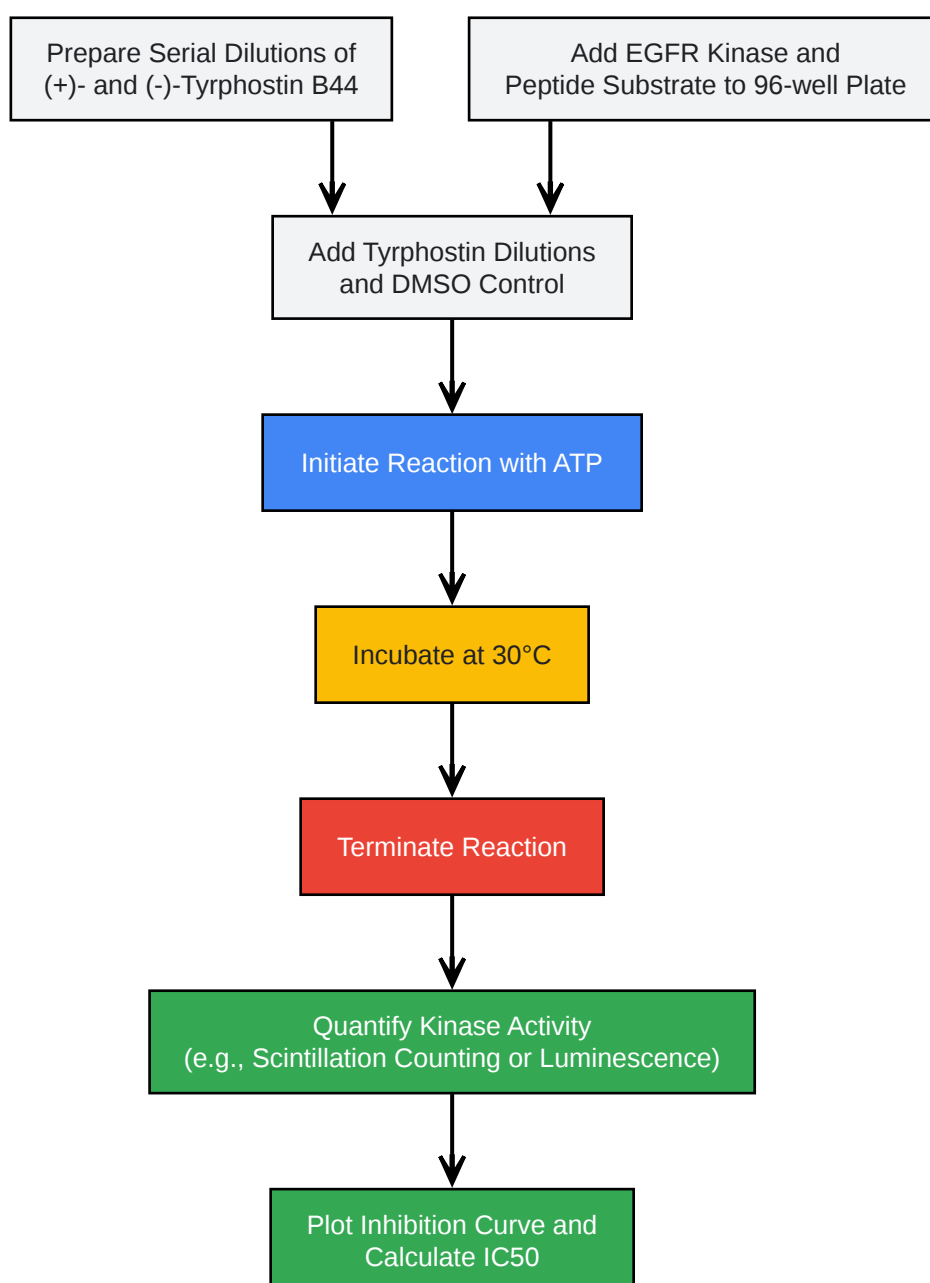 Prepare Serial Dilutions of
(+)- and (-)-Tyrphostin B44
Add EGFR Kinase and
Peptide Substrate to 96-well Plate
Add Tyrphostin Dilutions
and DMSO Control
Initiate Reaction with ATP
Incubate at 30°C
Terminate Reaction
Quantify Kinase Activity
(e.g., Scintillation Counting or Luminescence)
Plot Inhibition Curve and
Calculate IC50